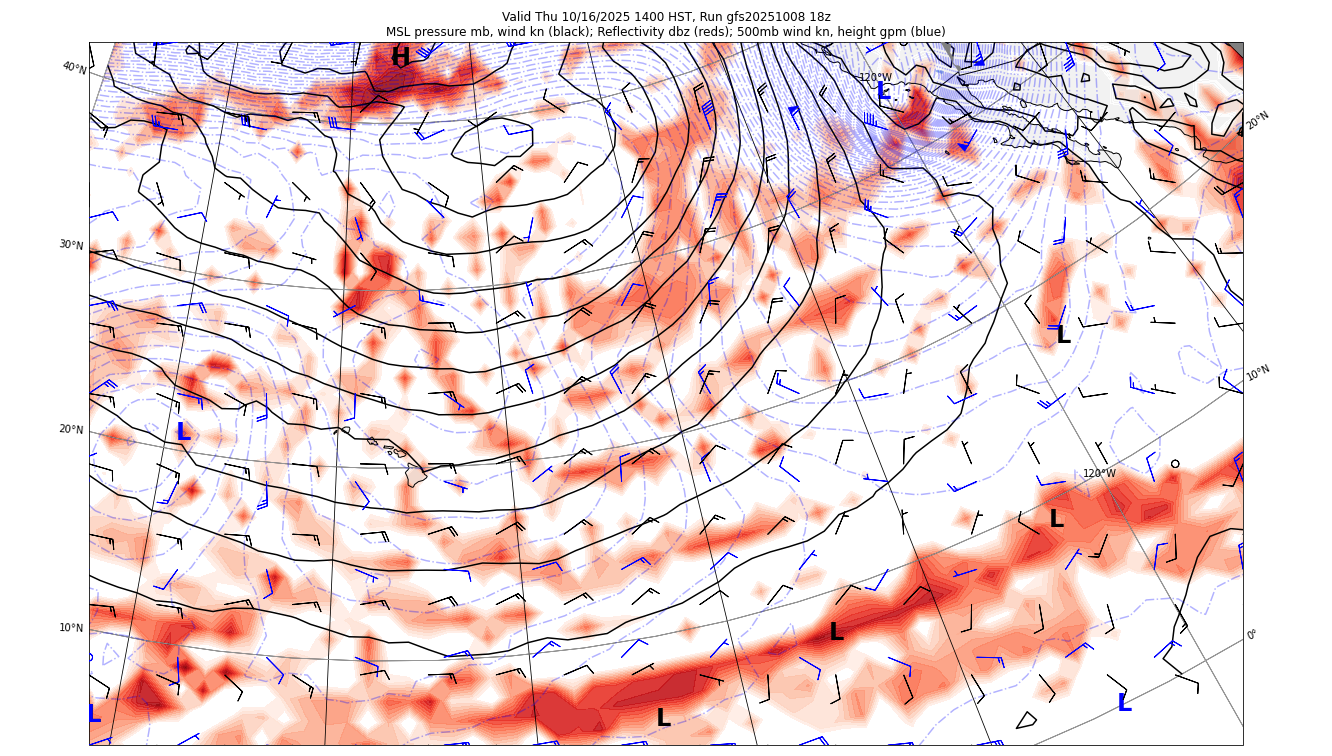 Valid Thu 10/16/2025 1400 HST, Run gfs20251008 18z
MSL pressure mb, wind kn (black); Reflectivity dbz (reds); 500mb wind kn, height gpm (blue)
H
40°N
120°W
L
20°N
30°N
L
10°N
20°N
L
120°W
L
10°N
L
0°
L
L
L